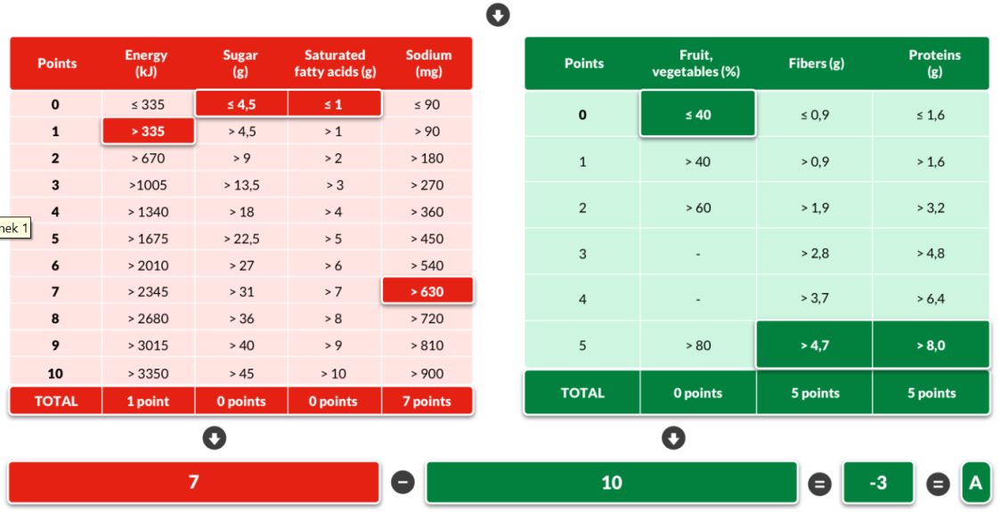 Points Energy (kJ) Sugar (g) Saturated fatty acids (g) Sodium (mg)
0 ≤ 335 ≤ 4,5 ≤ 1 ≤ 90
1 > 335 > 4,5 > 1 > 90
2 > 670 > 9 > 2 > 180
3 >1005 > 13,5 > 3 > 270
4 > 1340 > 18 > 4 > 360
5 > 1675 > 22,5 > 5 > 450
6 > 2010 > 27 > 6 > 540
7 > 2345 > 31 > 7 > 630
8 > 2680 > 36 > 8 > 720
9 > 3015 > 40 > 9 > 810
10 > 3350 > 45 > 10 > 900
TOTAL 1 point 0 points 0 points 7 points
nek 1
Points Fruit, vegetables (%) Fibers (g) Proteins (g)
0 ≤ 40 ≤ 0,9 ≤ 1,6
1 > 40 > 0,9 > 1,6
2 > 60 > 1,9 > 3,2
3 - > 2,8 > 4,8
4 - > 3,7 > 6,4
5 > 80 > 4,7 > 8,0
TOTAL 0 points 5 points 5 points
7 − 10 = -3 = A